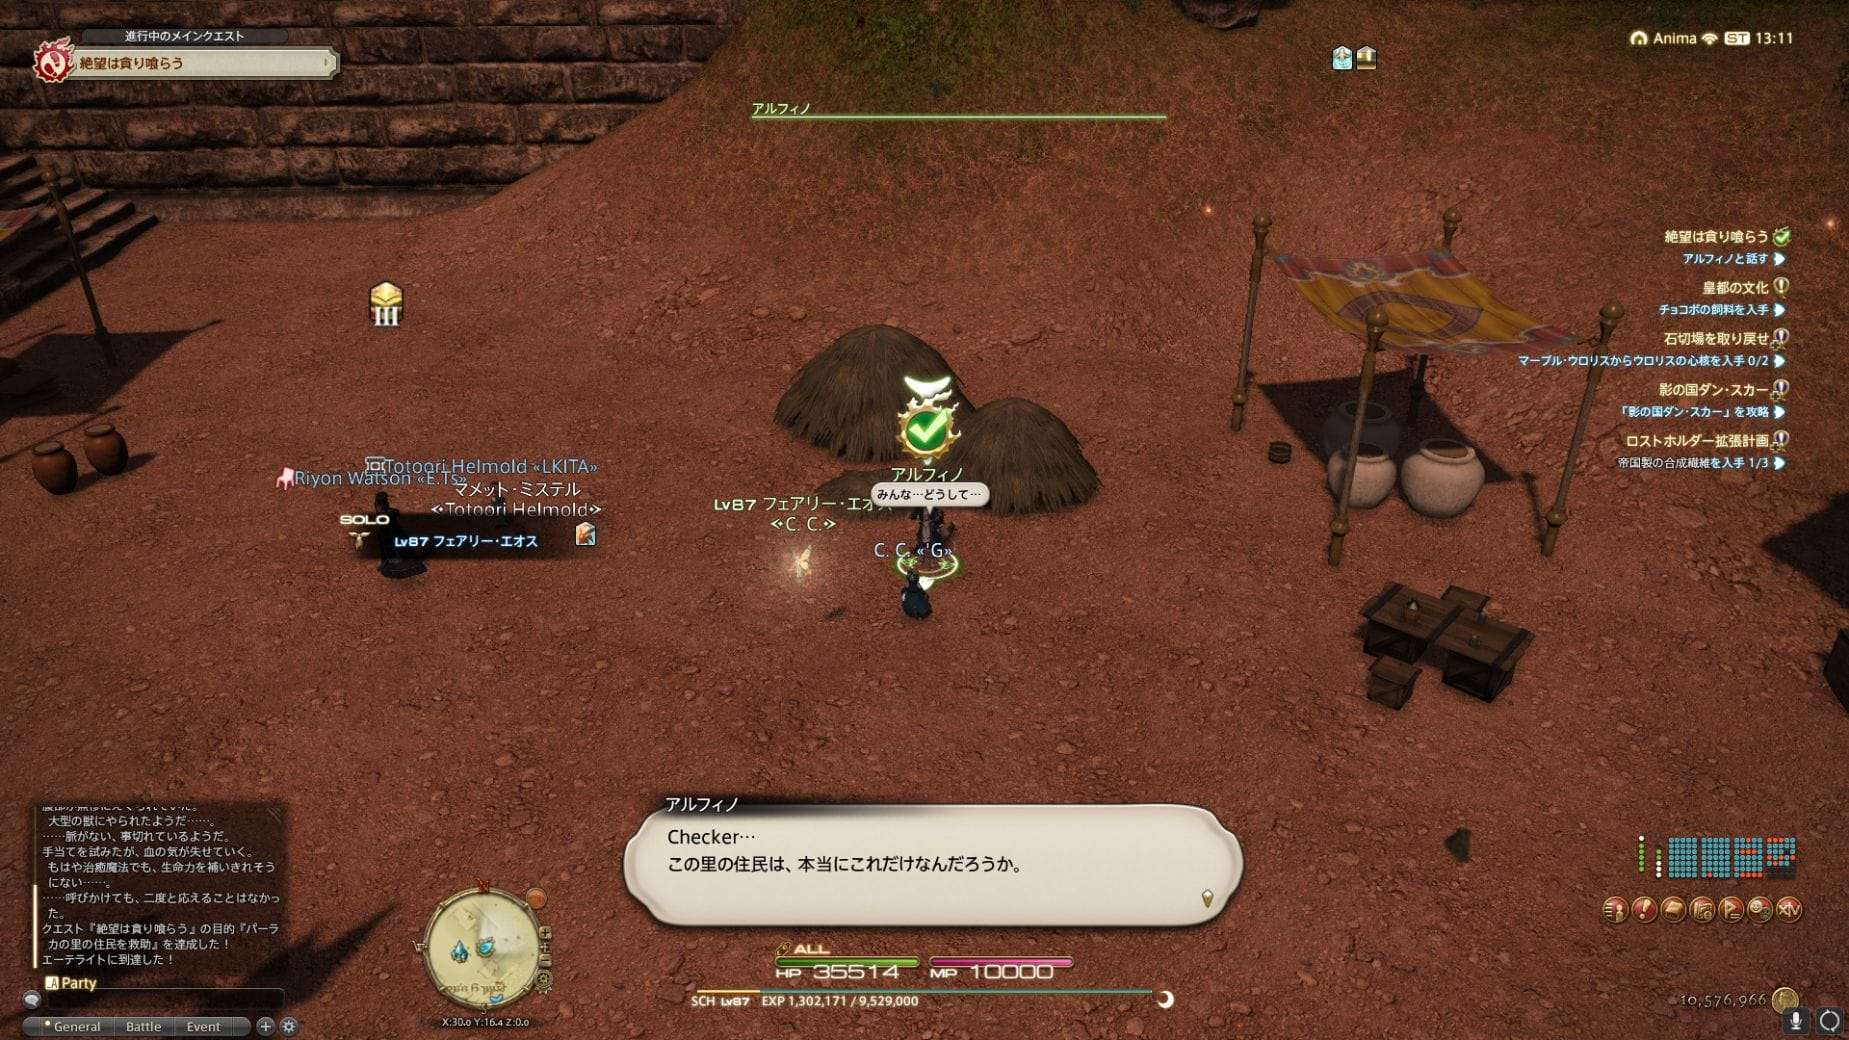 進行中のメインクエスト
絶望は貪り喰らう
Anima ST 13:11
アルフィノ
絶望は貪り喰らう
アルフィノと話す
皇都の文化
チョコボの飼料を入手
石切場を取り戻せ
マーブル・ウロリスからウロリスの心核を入手 0/2
影の国ダン・スカー
「影の国ダン・スカー」を攻略
ロストホルダー拡張計画
帝国製の合成繊維を入手 1/3
III
Totoori Helmold «LKITA»
Riyon Watson «E.Ts»
マメット・ミステル
Totoori Helmold
SOLO
Lv87 フェアリー・エオス
アルフィノ
みんな…どうして…
Lv87 フェアリー・エオス
C. C.
C. C. «'G»
アルフィノ
Checker…
この里の住民は、本当にこれだけなんだろうか。
大型の獣にやられたようだ……。
……脈がない、事切れているようだ。
手当てを試みたが、血の気が失せていく。
もはや治癒魔法でも、生命力を補いきれそう
にない……。
……呼びかけても、二度と応えることはなかっ
た。
クエスト『絶望は貪り喰らう』の目的『パーラ
カの里の住民を救助』を達成した！
エーテライトに到達した！
Party
General Battle Event
X:30.0 Y:16.4 Z:0.0
ALL
HP 35514 MP 10000
SCH Lv87 EXP 1,302,171 / 9,529,000
10,576,966
XIV